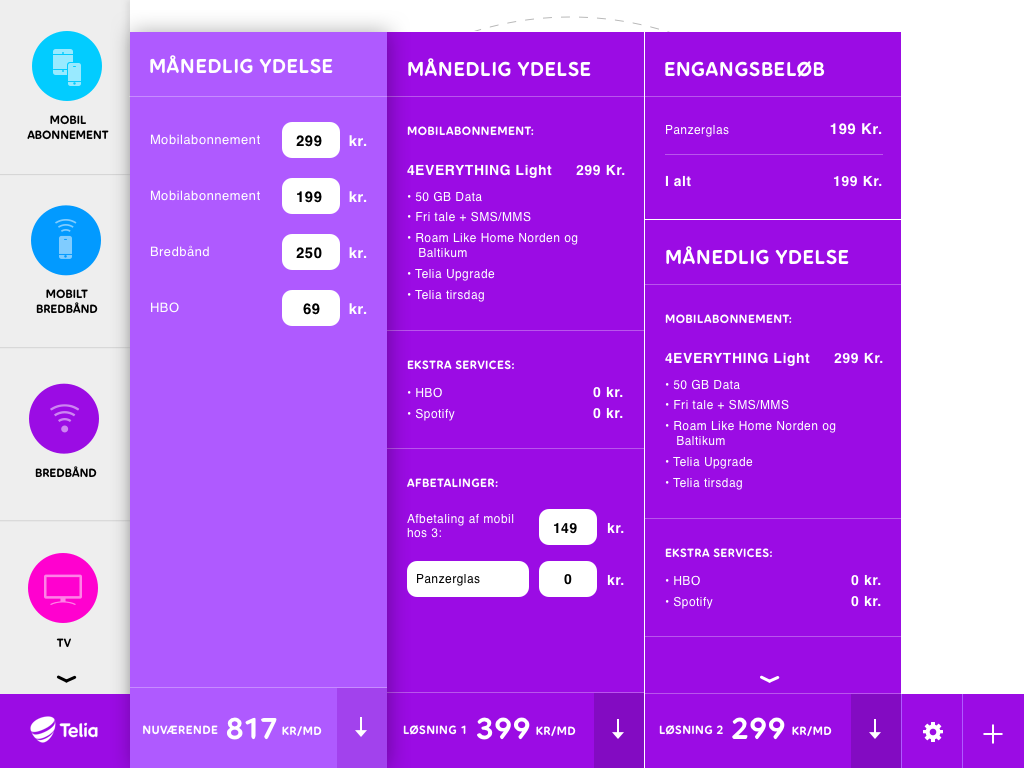 MOBIL
ABONNEMENT
MOBILT
BREDBÅND
BREDBÅND
TV
Telia
MÅNEDLIG YDELSE
Mobilabonnement 299 kr.
Mobilabonnement 199 kr.
Bredbånd 250 kr.
HBO 69 kr.
NUVÆRENDE 817 KR/MD
MÅNEDLIG YDELSE
MOBILABONNEMENT:
4EVERYTHING Light 299 Kr.
• 50 GB Data
• Fri tale + SMS/MMS
• Roam Like Home Norden og
Baltikum
• Telia Upgrade
• Telia tirsdag
EKSTRA SERVICES:
• HBO 0 kr.
• Spotify 0 kr.
AFBETALINGER:
Afbetaling af mobil
hos 3: 149 kr.
Panzerglas 0 kr.
LØSNING 1 399 KR/MD
ENGANGSBELØB
Panzerglas 199 Kr.
I alt 199 Kr.
MÅNEDLIG YDELSE
MOBILABONNEMENT:
4EVERYTHING Light 299 Kr.
• 50 GB Data
• Fri tale + SMS/MMS
• Roam Like Home Norden og
Baltikum
• Telia Upgrade
• Telia tirsdag
EKSTRA SERVICES:
• HBO 0 kr.
• Spotify 0 kr.
LØSNING 2 299 KR/MD